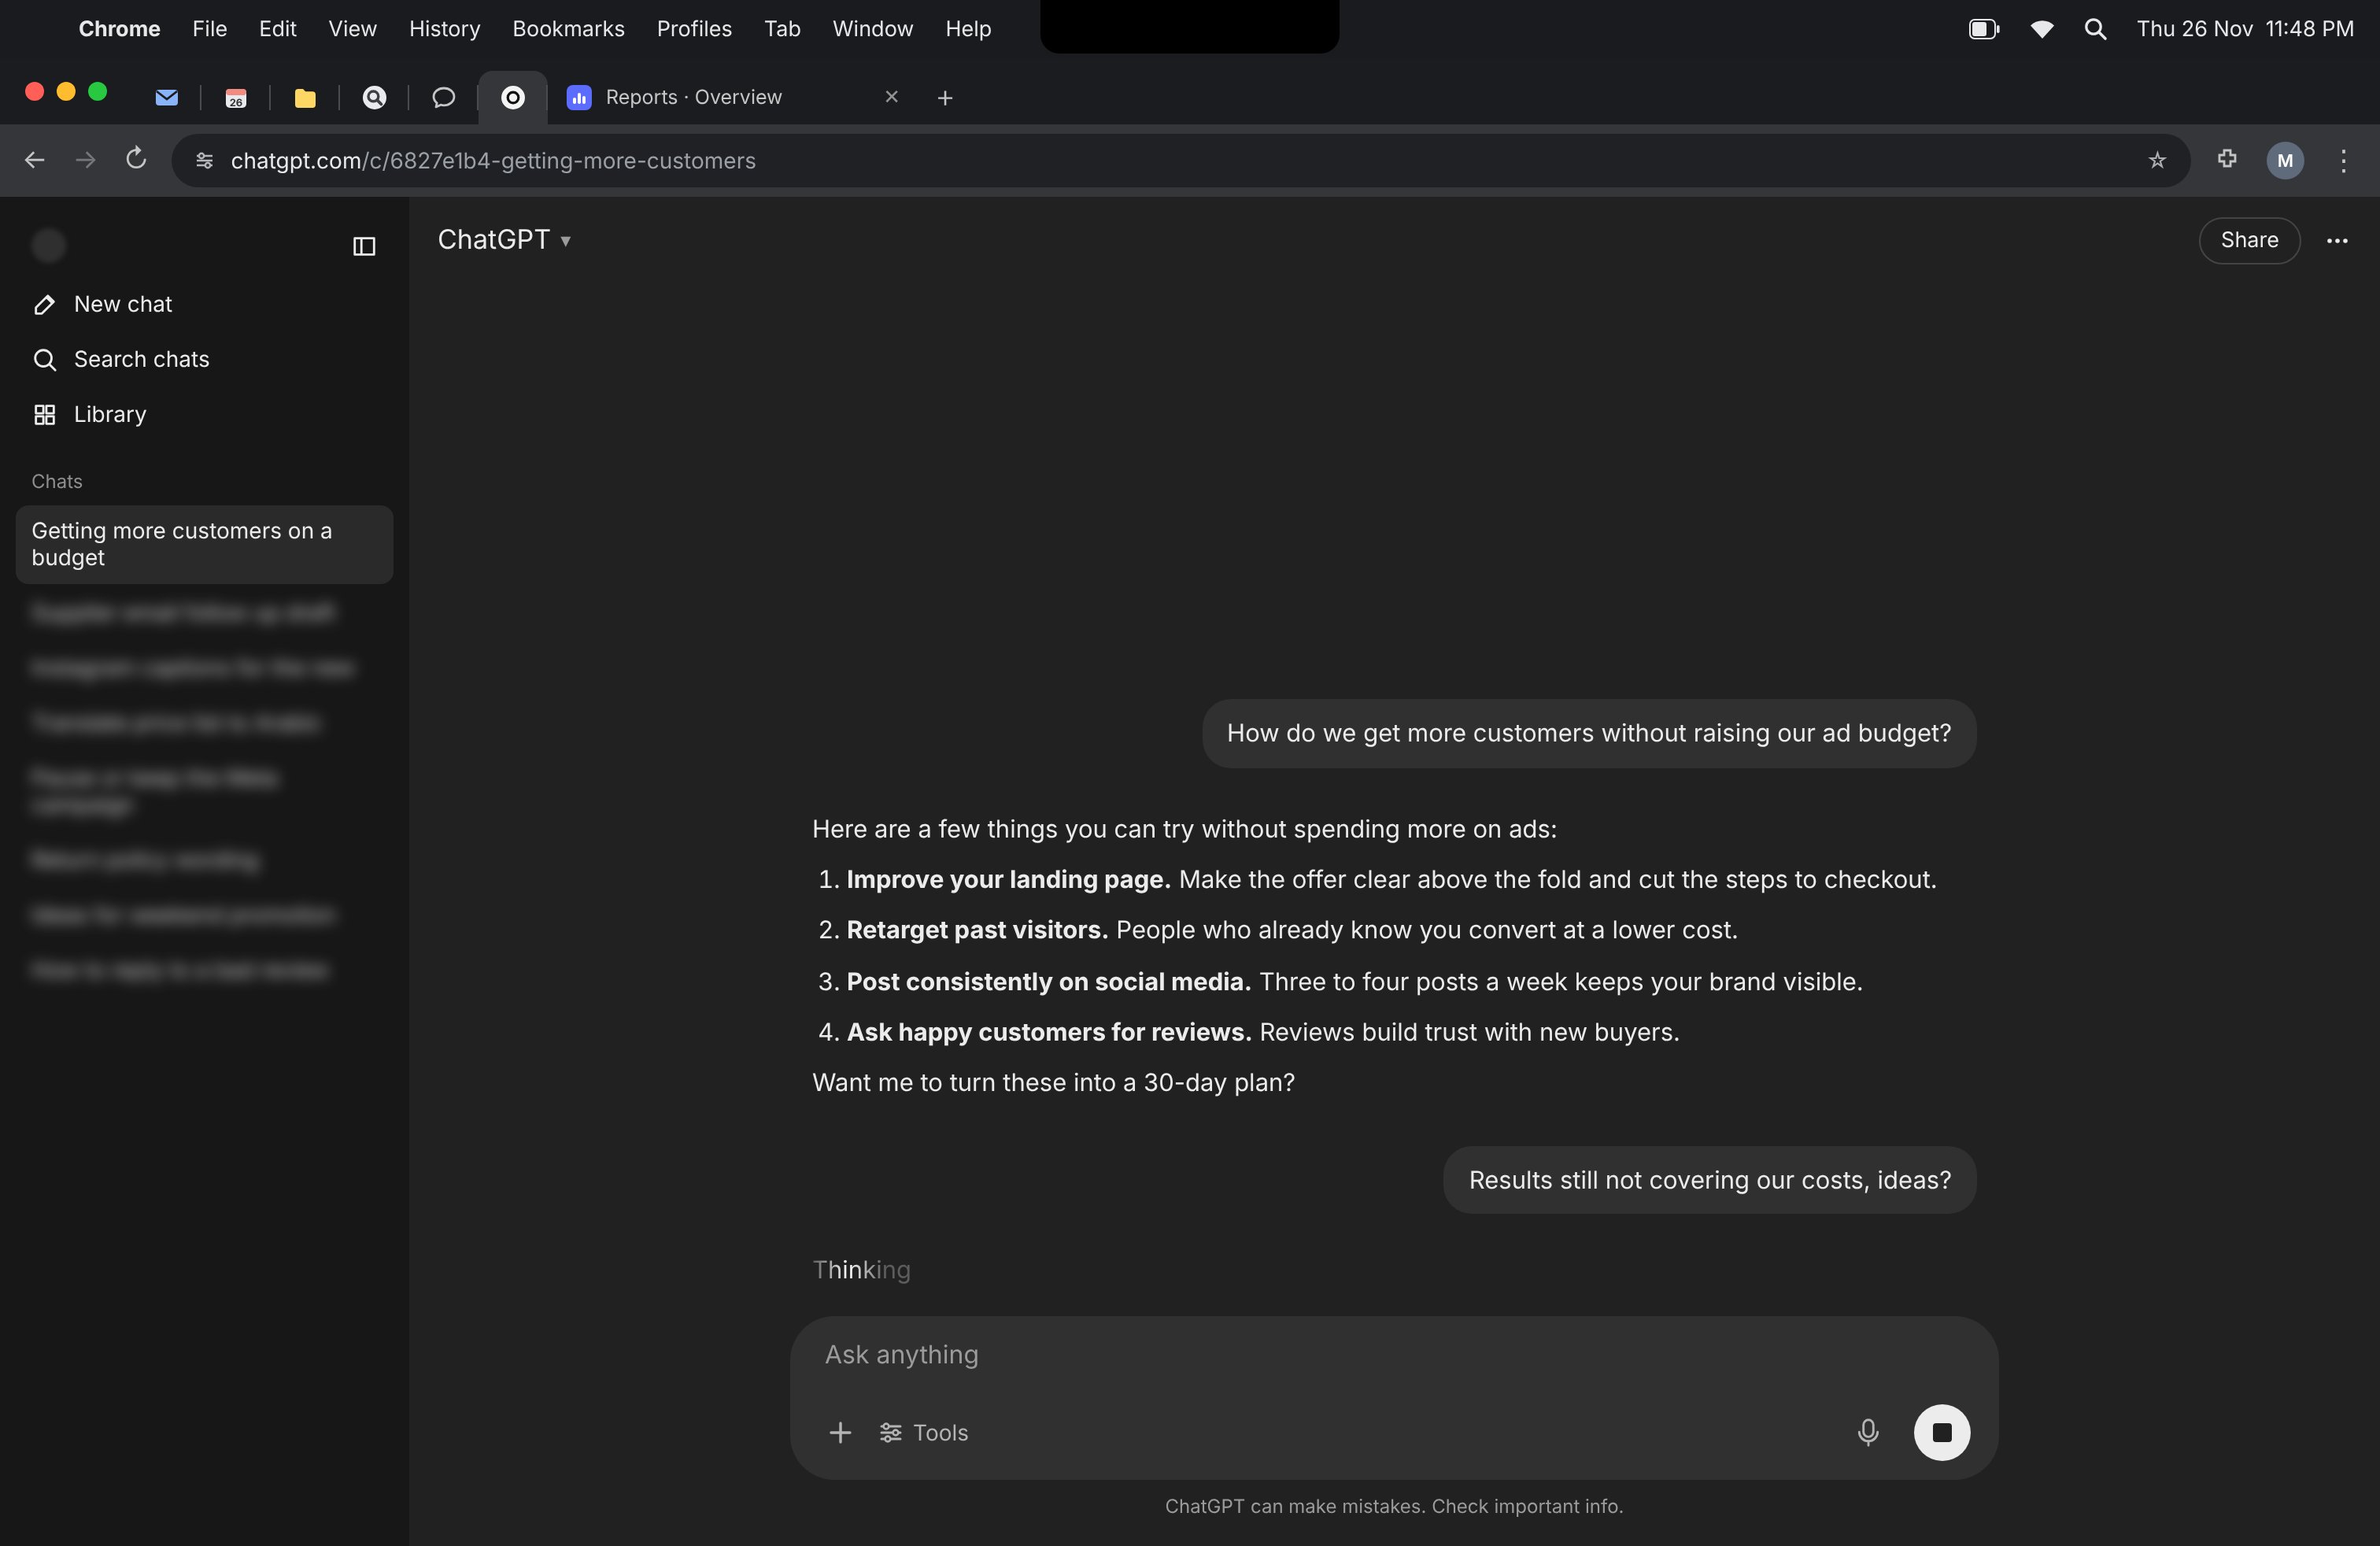 Chrome File Edit View History Bookmarks Profiles Tab Window Help
Thu 26 Nov 11:48 PM
26
Reports · Overview
chatgpt.com/c/6827e1b4-getting-more-customers
M
ChatGPT
Share
New chat
Search chats
Library
Chats
Getting more customers on a
budget
How do we get more customers without raising our ad budget?
Here are a few things you can try without spending more on ads:
1. Improve your landing page. Make the offer clear above the fold and cut the steps to checkout.
2. Retarget past visitors. People who already know you convert at a lower cost.
3. Post consistently on social media. Three to four posts a week keeps your brand visible.
4. Ask happy customers for reviews. Reviews build trust with new buyers.
Want me to turn these into a 30-day plan?
Results still not covering our costs, ideas?
Thinking
Ask anything
Tools
ChatGPT can make mistakes. Check important info.